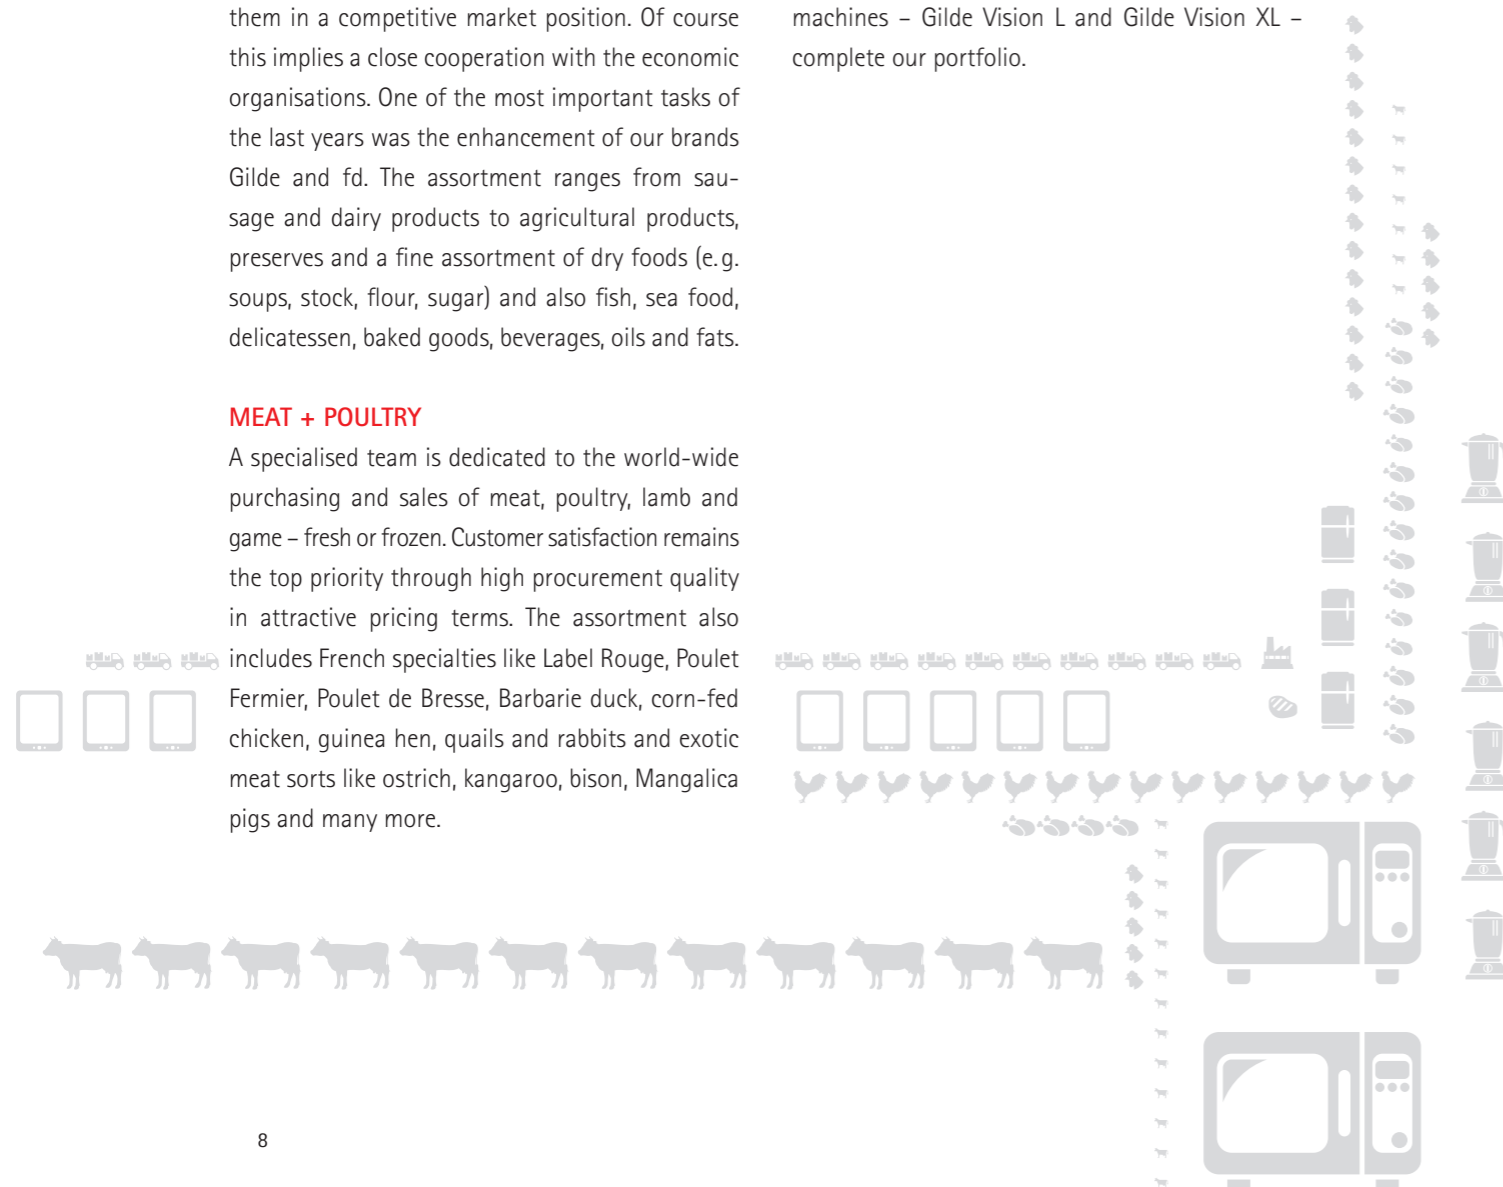 them in a competitive market position. Of course
this implies a close cooperation with the economic
organisations. One of the most important tasks of
the last years was the enhancement of our brands
Gilde and fd. The assortment ranges from sau-
sage and dairy products to agricultural products,
preserves and a fine assortment of dry foods (e. g.
soups, stock, flour, sugar) and also fish, sea food,
delicatessen, baked goods, beverages, oils and fats.
MEAT + POULTRY
A specialised team is dedicated to the world-wide
purchasing and sales of meat, poultry, lamb and
game – fresh or frozen. Customer satisfaction remains
the top priority through high procurement quality
in attractive pricing terms. The assortment also
includes French specialties like Label Rouge, Poulet
Fermier, Poulet de Bresse, Barbarie duck, corn-fed
chicken, guinea hen, quails and rabbits and exotic
meat sorts like ostrich, kangaroo, bison, Mangalica
pigs and many more.
machines – Gilde Vision L and Gilde Vision XL –
complete our portfolio.
8